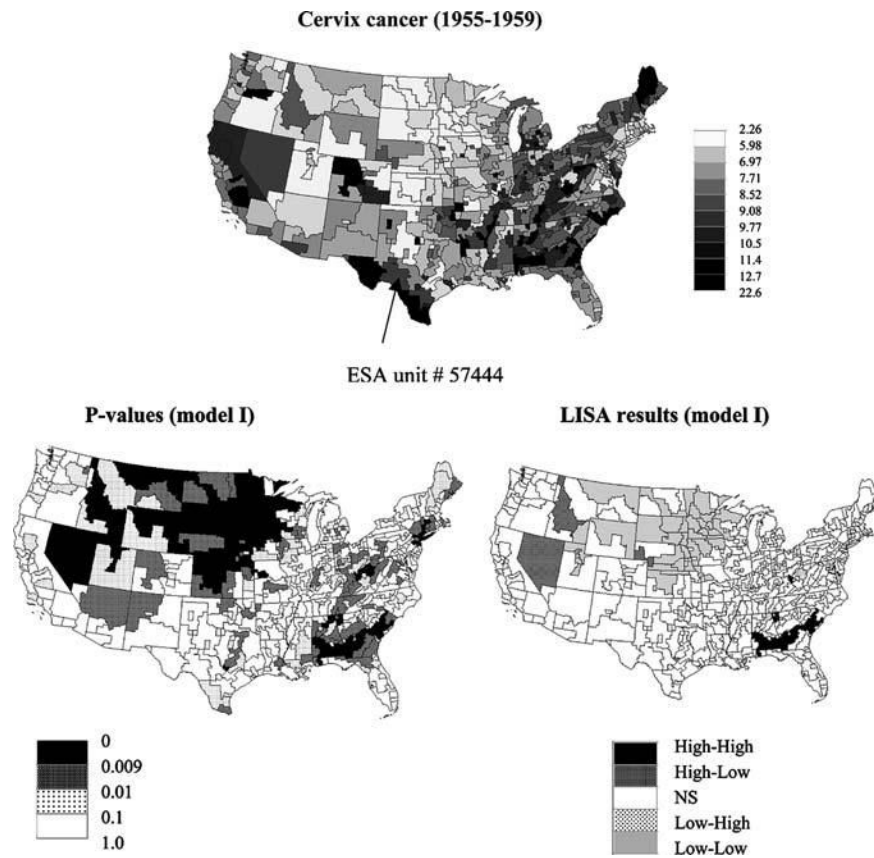 Cervix cancer (1955-1959)
2.26
5.98
6.97
7.71
8.52
9.08
9.77
10.5
11.4
12.7
22.6
ESA unit # 57444
P-values (model I)
LISA results (model I)
0
0.009
0.01
0.1
1.0
High-High
High-Low
NS
Low-High
Low-Low